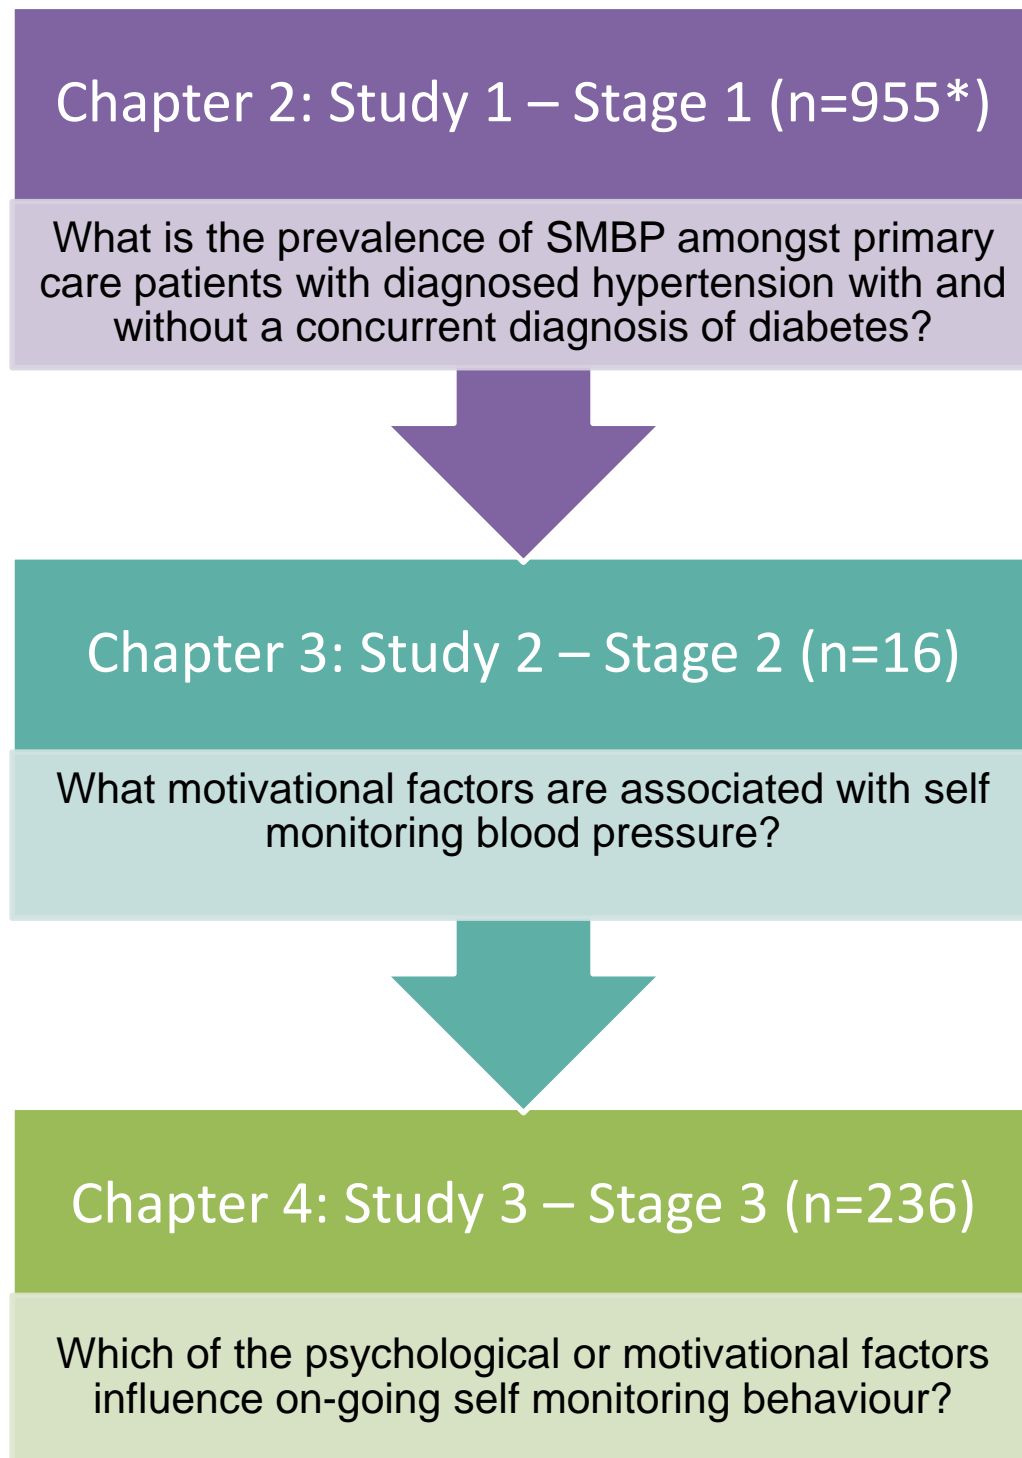 Chapter 2: Study 1 – Stage 1 (n=955*)
What is the prevalence of SMBP amongst primary
care patients with diagnosed hypertension with and
without a concurrent diagnosis of diabetes?
Chapter 3: Study 2 – Stage 2 (n=16)
What motivational factors are associated with self
monitoring blood pressure?
Chapter 4: Study 3 – Stage 3 (n=236)
Which of the psychological or motivational factors
influence on-going self monitoring behaviour?